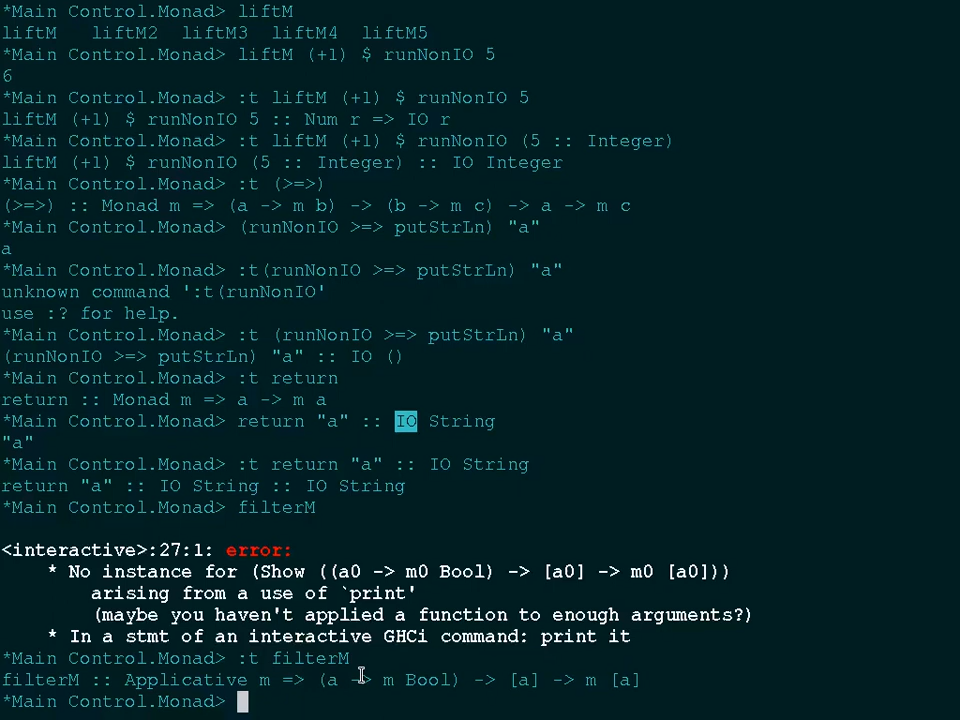 *Main Control.Monad> liftM
liftM   liftM2  liftM3  liftM4  liftM5
*Main Control.Monad> liftM (+1) $ runNonIO 5
6
*Main Control.Monad> :t liftM (+1) $ runNonIO 5
liftM (+1) $ runNonIO 5 :: Num r => IO r
*Main Control.Monad> :t liftM (+1) $ runNonIO (5 :: Integer)
liftM (+1) $ runNonIO (5 :: Integer) :: IO Integer
*Main Control.Monad> :t (>=>)
(>=>) :: Monad m => (a -> m b) -> (b -> m c) -> a -> m c
*Main Control.Monad> (runNonIO >=> putStrLn) "a"
a
*Main Control.Monad> :t(runNonIO >=> putStrLn) "a"
unknown command ':t(runNonIO'
use :? for help.
*Main Control.Monad> :t (runNonIO >=> putStrLn) "a"
(runNonIO >=> putStrLn) "a" :: IO ()
*Main Control.Monad> :t return
return :: Monad m => a -> m a
*Main Control.Monad> return "a" :: IO String
"a"
*Main Control.Monad> :t return "a" :: IO String
return "a" :: IO String :: IO String
*Main Control.Monad> filterM
<interactive>:27:1: error:
    * No instance for (Show ((a0 -> m0 Bool) -> [a0] -> m0 [a0]))
        arising from a use of `print'
        (maybe you haven't applied a function to enough arguments?)
    * In a stmt of an interactive GHCi command: print it
*Main Control.Monad> :t filterM
filterM :: Applicative m => (a -> m Bool) -> [a] -> m [a]
*Main Control.Monad>